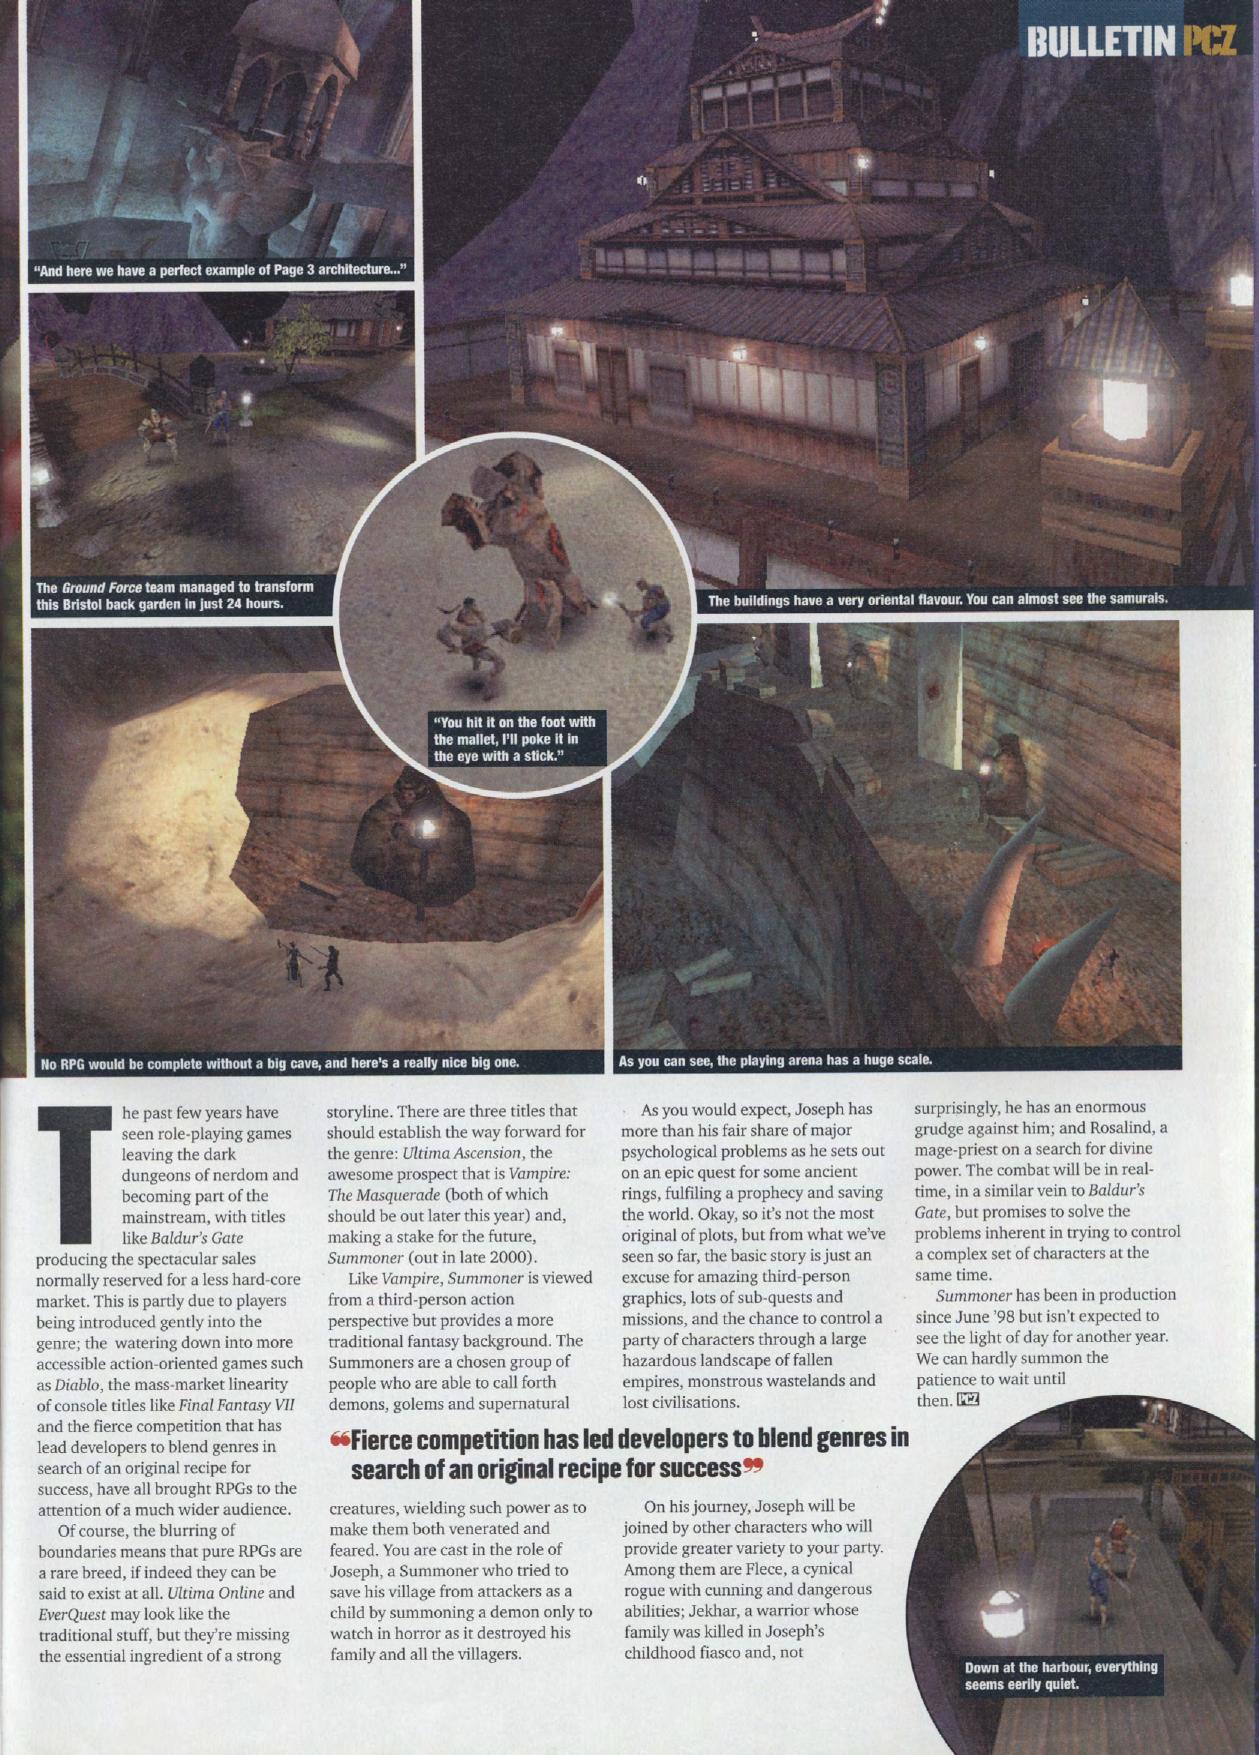 BULLETIN PCZ
“And here we have a perfect example of Page 3 architecture...”
The Ground Force team managed to transform
this Bristol back garden in just 24 hours.
The buildings have a very oriental flavour. You can almost see the samurais.
“You hit it on the foot with
the mallet, I’ll poke it in
the eye with a stick.”
No RPG would be complete without a big cave, and here’s a really nice big one.
As you can see, the playing arena has a huge scale.
The past few years have
seen role-playing games
leaving the dark
dungeons of nerdom and
becoming part of the
mainstream, with titles
like Baldur’s Gate
producing the spectacular sales
normally reserved for a less hard-core
market. This is partly due to players
being introduced gently into the
genre; the watering down into more
accessible action-oriented games such
as Diablo, the mass-market linearity
of console titles like Final Fantasy VII
and the fierce competition that has
lead developers to blend genres in
search of an original recipe for
success, have all brought RPGs to the
attention of a much wider audience.
Of course, the blurring of
boundaries means that pure RPGs are
a rare breed, if indeed they can be
said to exist at all. Ultima Online and
EverQuest may look like the
traditional stuff, but they’re missing
the essential ingredient of a strong
storyline. There are three titles that
should establish the way forward for
the genre: Ultima Ascension, the
awesome prospect that is Vampire:
The Masquerade (both of which
should be out later this year) and,
making a stake for the future,
Summoner (out in late 2000).
Like Vampire, Summoner is viewed
from a third-person action
perspective but provides a more
traditional fantasy background. The
Summoners are a chosen group of
people who are able to call forth
demons, golems and supernatural
“Fierce competition has led developers to blend genres in
search of an original recipe for success”
creatures, wielding such power as to
make them both venerated and
feared. You are cast in the role of
Joseph, a Summoner who tried to
save his village from attackers as a
child by summoning a demon only to
watch in horror as it destroyed his
family and all the villagers.
As you would expect, Joseph has
more than his fair share of major
psychological problems as he sets out
on an epic quest for some ancient
rings, fulfiling a prophecy and saving
the world. Okay, so it’s not the most
original of plots, but from what we’ve
seen so far, the basic story is just an
excuse for amazing third-person
graphics, lots of sub-quests and
missions, and the chance to control a
party of characters through a large
hazardous landscape of fallen
empires, monstrous wastelands and
lost civilisations.
On his journey, Joseph will be
joined by other characters who will
provide greater variety to your party.
Among them are Flece, a cynical
rogue with cunning and dangerous
abilities; Jekhar, a warrior whose
family was killed in Joseph’s
childhood fiasco and, not
surprisingly, he has an enormous
grudge against him; and Rosalind, a
mage-priest on a search for divine
power. The combat will be in real-
time, in a similar vein to Baldur’s
Gate, but promises to solve the
problems inherent in trying to control
a complex set of characters at the
same time.
Summoner has been in production
since June ’98 but isn’t expected to
see the light of day for another year.
We can hardly summon the
patience to wait until
then. PCZ
Down at the harbour, everything
seems eerily quiet.